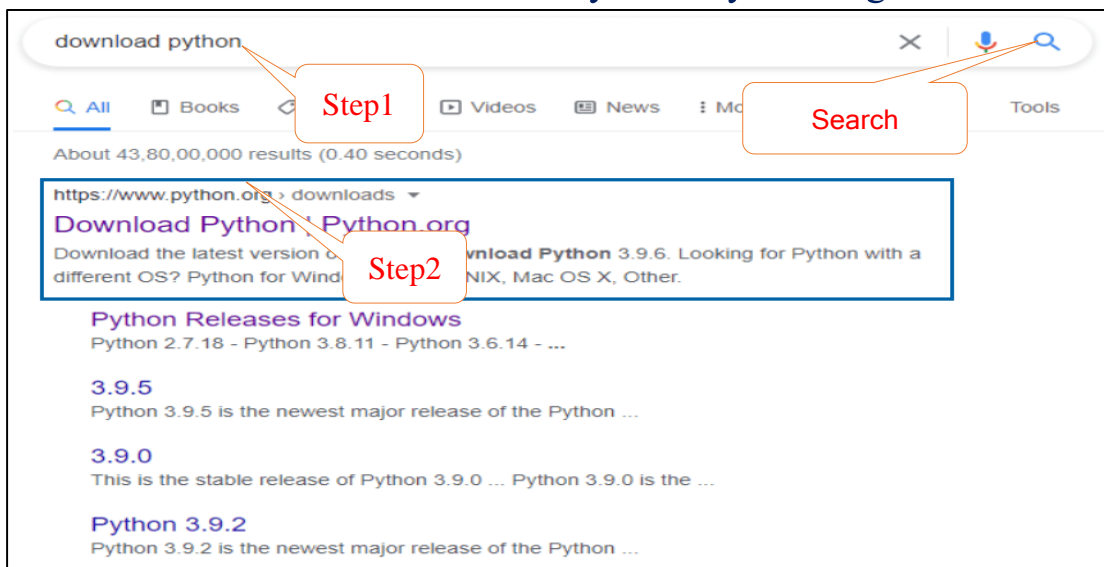 download python
Step1
Search
All Books Videos News Tools
About 43,80,00,000 results (0.40 seconds)
https://www.python.org › downloads
Download Python | Python.org
Download the latest version Download Python 3.9.6. Looking for Python with a
Step2
different OS? Python for Mac OS X, Other.
Python Releases for Windows
Python 2.7.18 - Python 3.8.11 - Python 3.6.14 - ...
3.9.5
Python 3.9.5 is the newest major release of the Python ...
3.9.0
This is the stable release of Python 3.9.0 ... Python 3.9.0 is the ...
Python 3.9.2
Python 3.9.2 is the newest major release of the Python ...